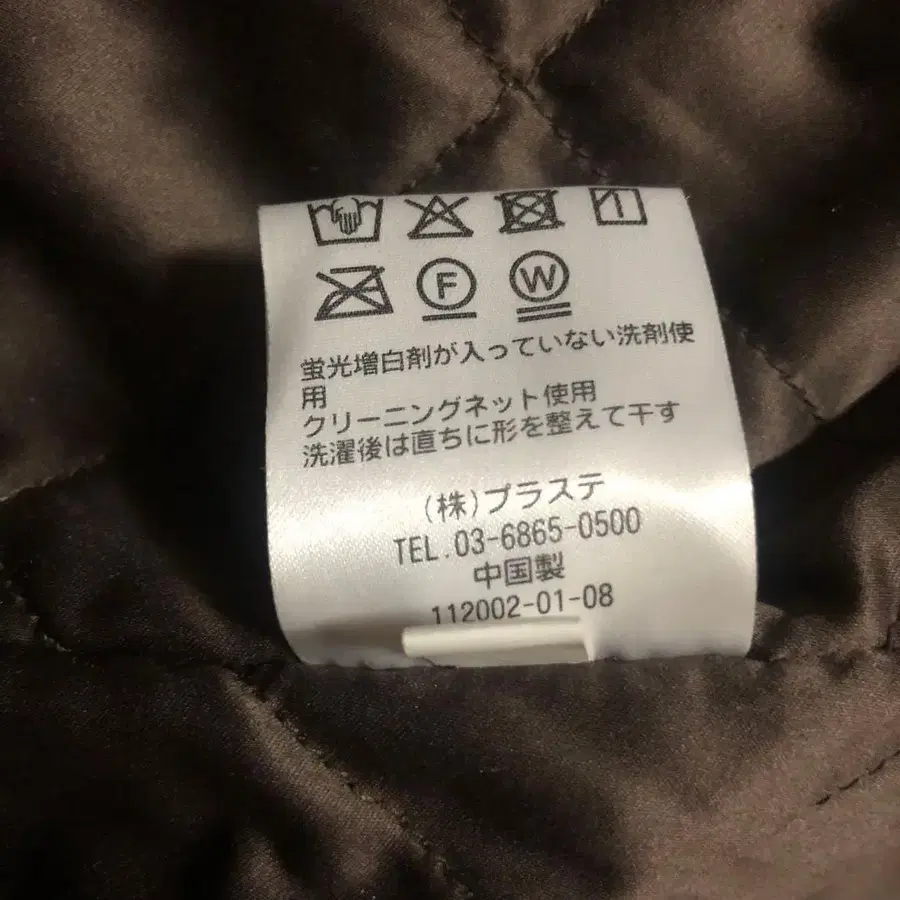 F W
蛍光増白剤が入っていない洗剤使
用
クリーニングネット使用
洗濯後は直ちに形を整えて干す
(株)プラステ
TEL.03-6865-0500
中国製
112002-01-08